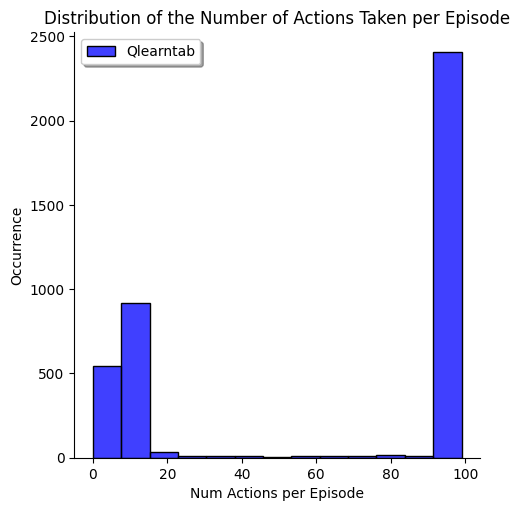 Distribution of the Number of Actions Taken per Episode
Qlearntab
2500
2000
1500
1000
500
0
Occurrence
0 20 40 60 80 100
Num Actions per Episode